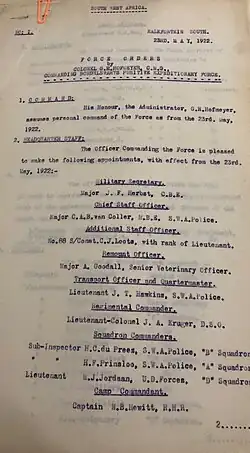 SOUTH WEST AFRICA.
NO: 1.
KALKFONTEIN SOUTH.
22ND. MAY, 1922.
FORCE ORDERS
COLONEL G.R.HOFMEYER, C.M.G.
COMMANDING BONDELSWARTS PUNITIVE EXPEDITIONARY FORCE.
1. COMMAND:
His Honour, the Administrator, G.R.Hofmeyer,
assumes personal command of the Force as from the 23rd. May,
1922.
2. HEADQUARTER STAFF:
The Officer Commanding the Force is pleased
to make the following appointments, with effect from the 23rd.
May, 1922:-
Military Secretary.
Major J. F. Herbst, C.B.E.
Chief Staff Officer.
Major C.A.B.van Coller, M.B.E. S.W.A.Police.
Additional Staff Officer.
No.88 S/Const.C.J.Loots, with rank of Lieutenant.
Remount Officer.
Major A. Goodall, Senior Veterinary Officer.
Transport Officer and Quartermaster.
Lieutenant J. T. Hawkins, S.W.A.Police.
Regimental Commander.
Lieutenant-Colonel J. A. Kruger, D.S.O.
Squadron Commanders.
Sub-Inspector H.C.du Preez, S.W.A.Police, "B" Squadron
" " H.F.Prinsloo, S.W.A.Police, "A" Squadron
Lieutenant W.J.Jordaan, U.D.Forces, "D" Squadron
Camp Commandant.
Captain H.B.Hewitt, R.H.R.
2......